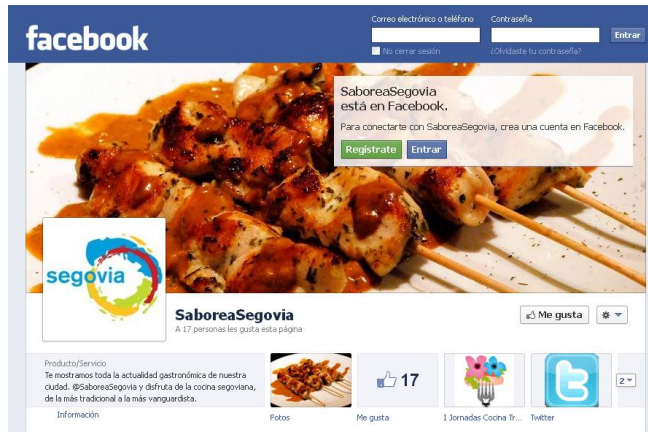 facebook
Correo electrónico o teléfono
Contraseña
Entrar
No cerrar sesión
¿Olvidaste tu contraseña?
SaboreaSegovia
está en Facebook.
Para conectarte con SaboreaSegovia, crea una cuenta en Facebook.
Regístrate
Entrar
segovia
SaboreaSegovia
A 17 personas les gusta esta página
Me gusta
Producto/Servicio
Te mostramos toda la actualidad gastronómica de nuestra
ciudad. @SaboreaSegovia y disfruta de la cocina segoviana,
de la más tradicional a la más vanguardista.
Información
17
2
Fotos
Me gusta
I Jornadas Cocina Tr...
Twitter